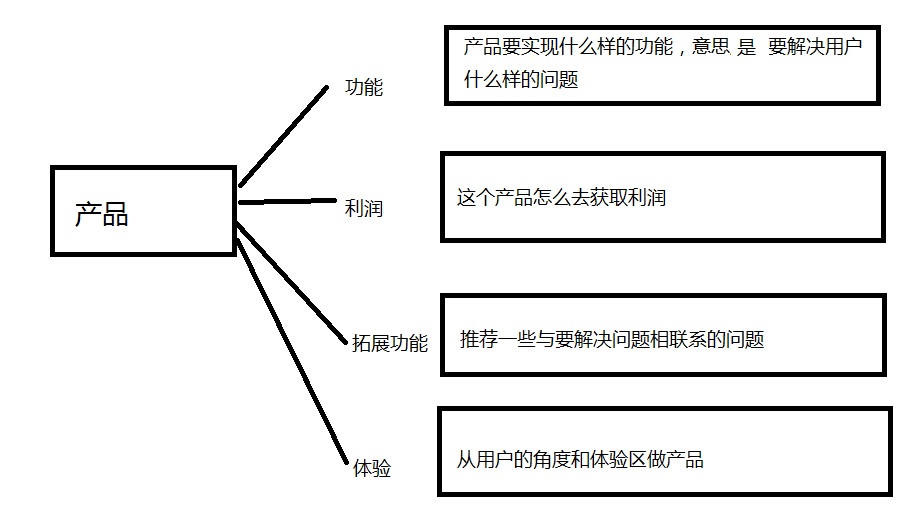 产品要实现什么样的功能，意思 是 要解决用户
什么样的问题
功能
产品
这个产品怎么去获取利润
利润
拓展功能
推荐一些与要解决问题相联系的问题
体验
从用户的角度和体验区做产品